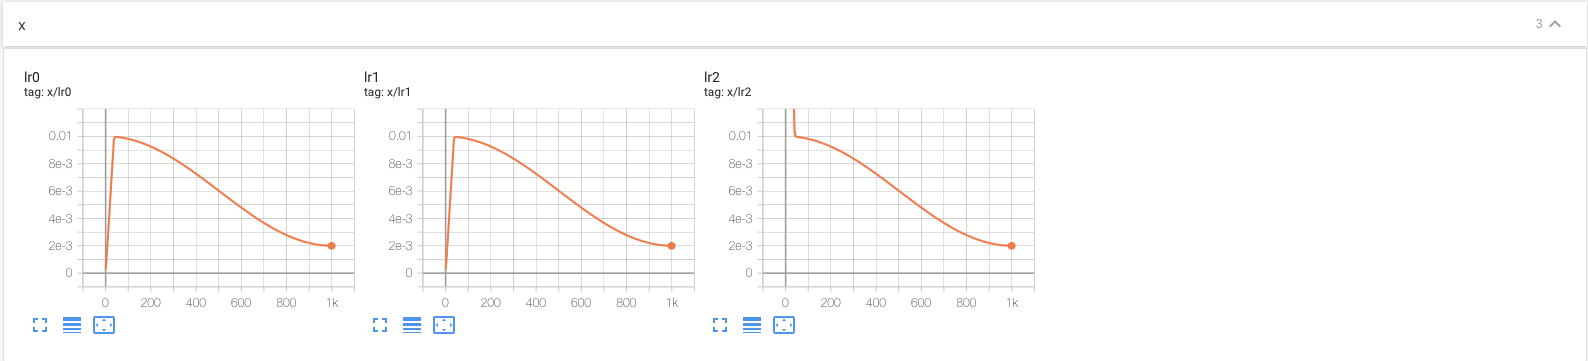 x 3
lr0 lr1 lr2
tag: x/lr0 tag: x/lr1 tag: x/lr2
0.01 0.01 0.01
8e-3 8e-3 8e-3
6e-3 6e-3 6e-3
4e-3 4e-3 4e-3
2e-3 2e-3 2e-3
0 0 0
0 200 400 600 800 1k 0 200 400 600 800 1k 0 200 400 600 800 1k